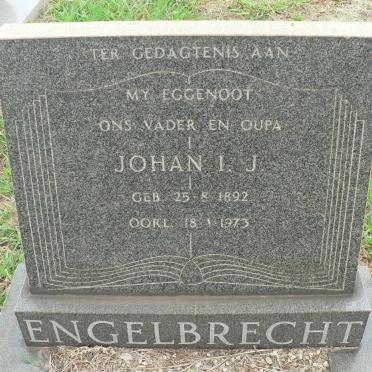 TER GEDAGTENIS AAN
MY EGGENOOT
ONS VADER EN OUPA
JOHAN I. J.
GEB. 25-8-1892
OORL. 18-1-1973
ENGELBRECHT